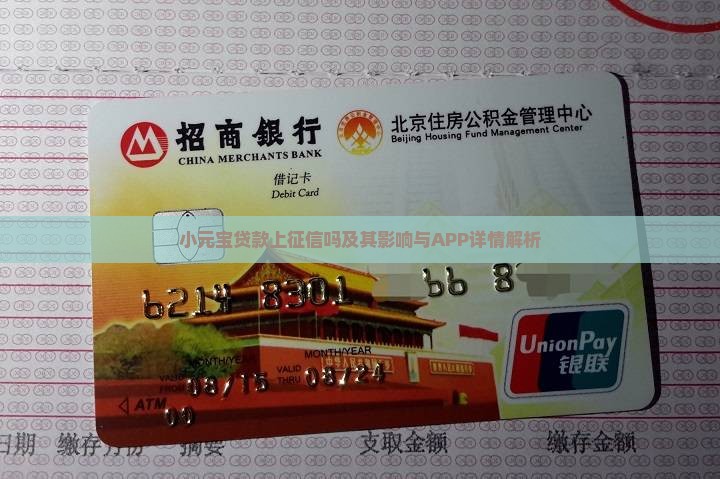 招商銀行
CHINA MERCHANTS BANK
北京住房公积金管理中心
Beijing Housing Fund Management Center
借记卡
Debit Card
小元宝贷款上征信吗及其影响与APP详情解析
6214 8301 66 8
UnionPay
银联
MONTH/YEAR MONTH/YEAR
VALID FROM 08/15 VALID THRU 08/24
ATM
00
日期 缴存月份 摘要 支取金额 缴存金额